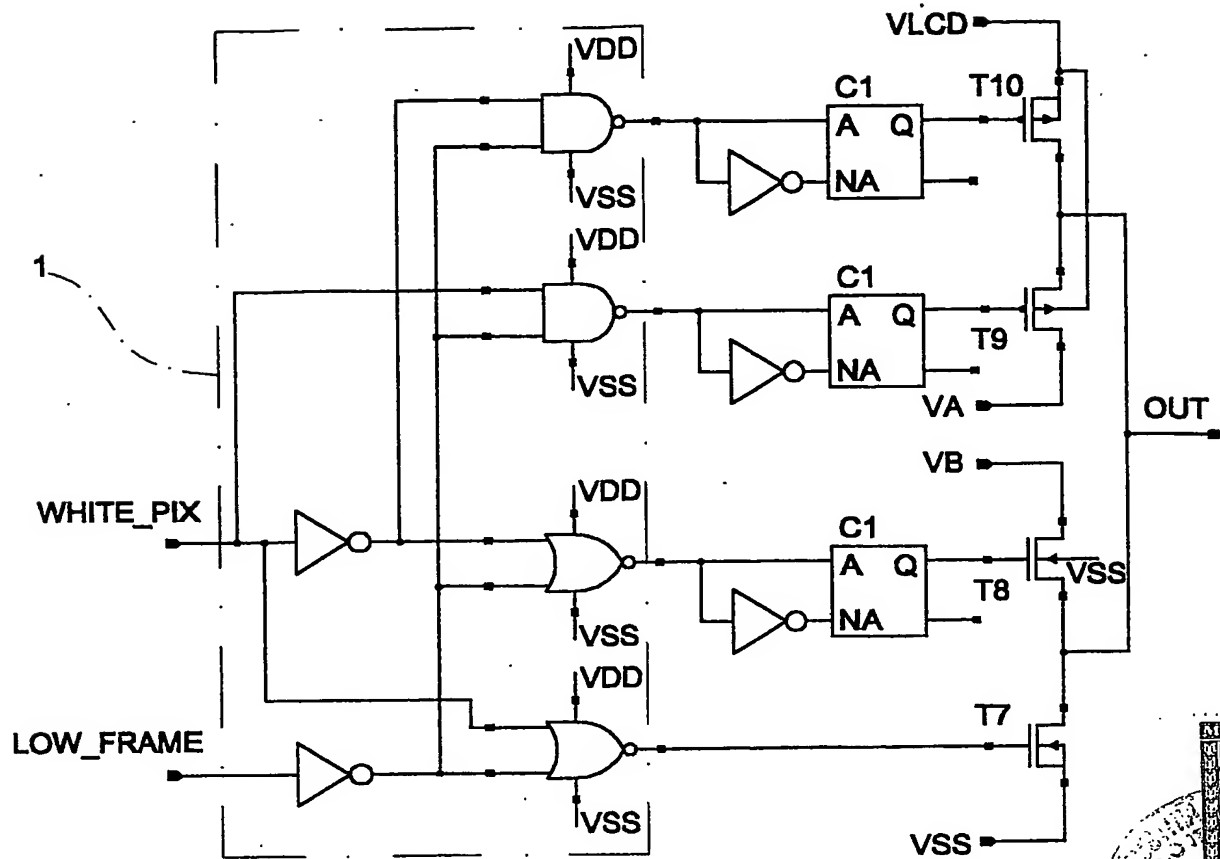 VLCD
VDD
C1
T10
A
Q
NA
VSS
VDD
C1
1
A
Q
T9
NA
VSS
VA
OUT
VB
VDD
WHITE_PIX
C1
A
Q
VSS
T8
NA
VSS
VDD
T7
LOW_FRAME
VSS
VSS